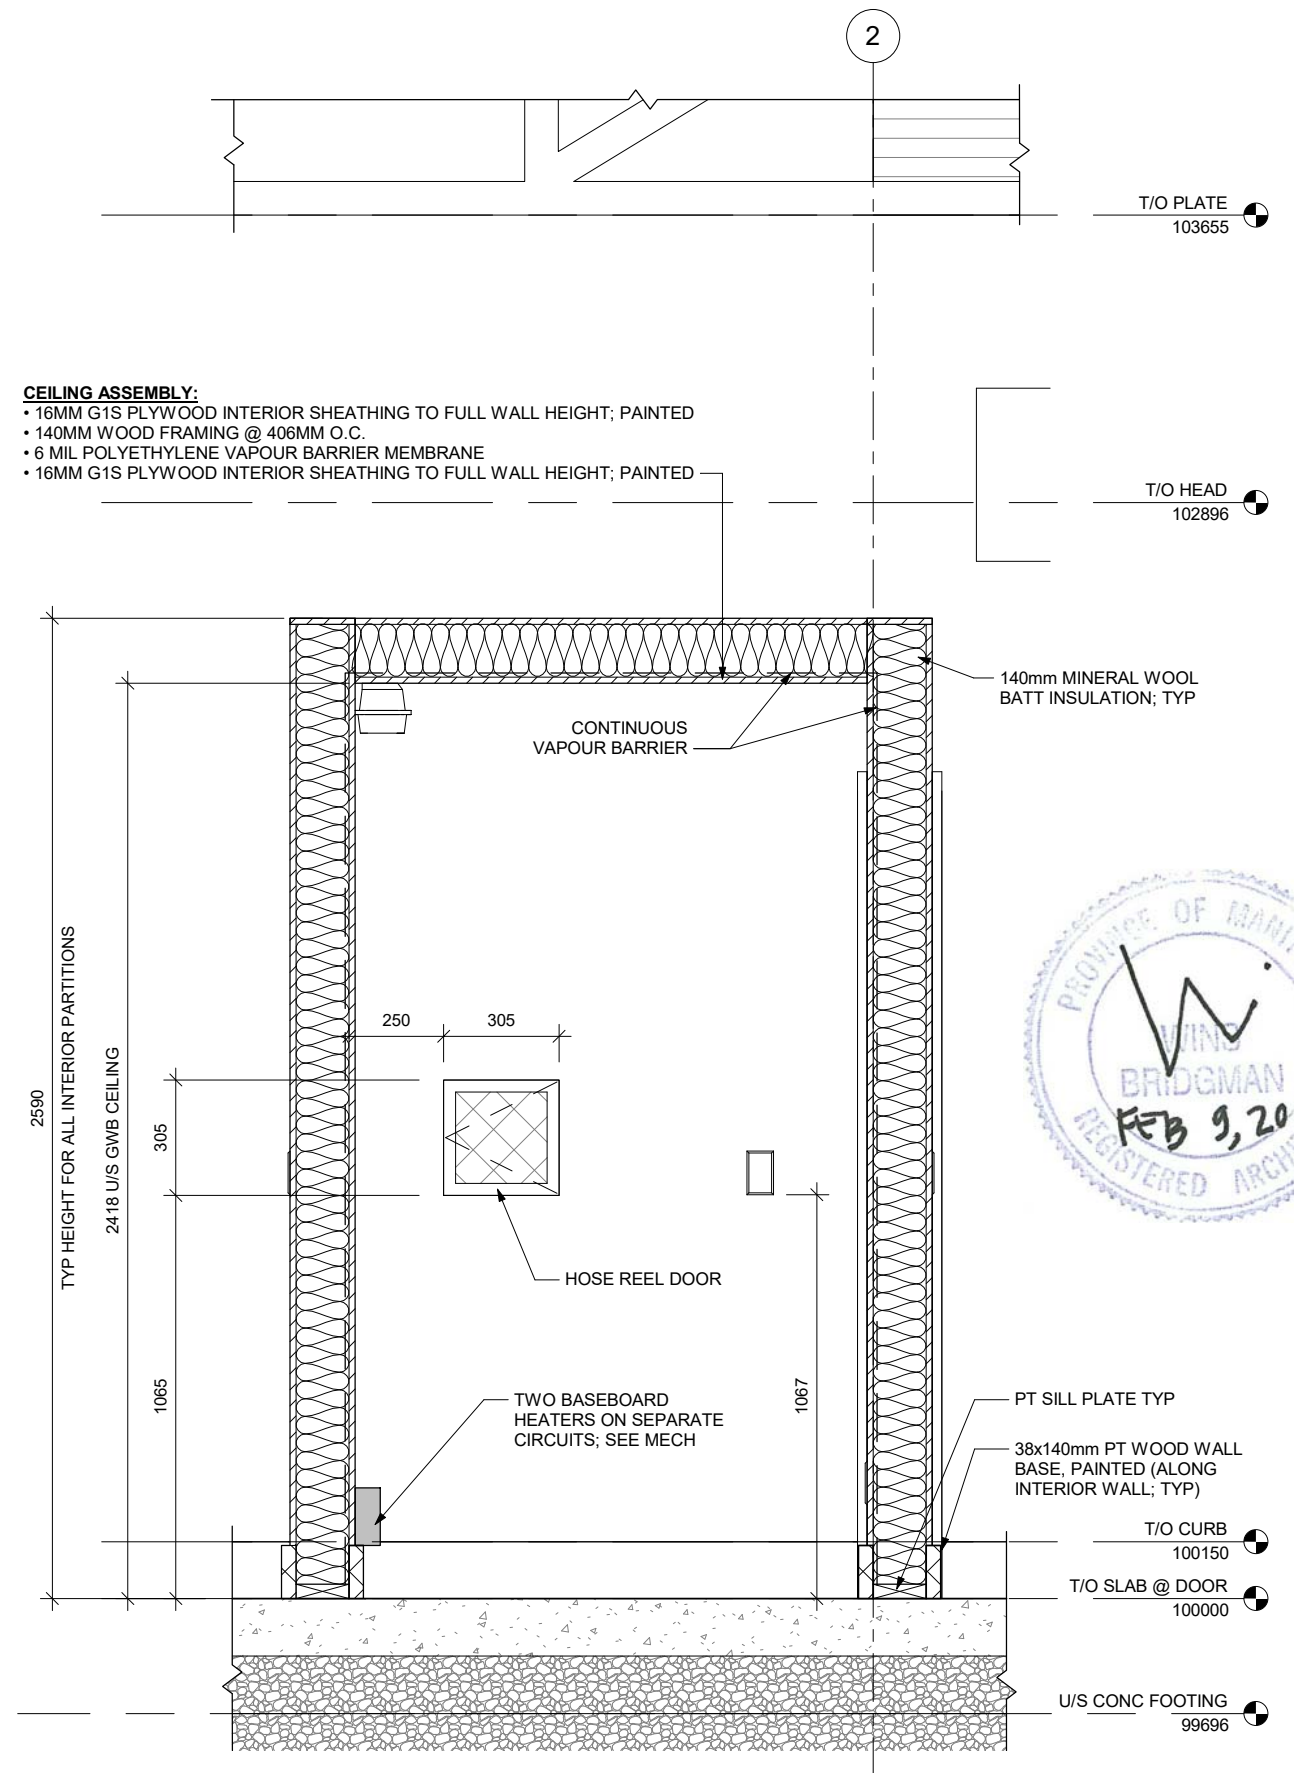 2
T/O PLATE
103655
CEILING ASSEMBLY:
• 16MM G1S PLYWOOD INTERIOR SHEATHING TO FULL WALL HEIGHT; PAINTED
• 140MM WOOD FRAMING @ 406MM O.C.
• 6 MIL POLYETHYLENE VAPOUR BARRIER MEMBRANE
• 16MM G1S PLYWOOD INTERIOR SHEATHING TO FULL WALL HEIGHT; PAINTED
T/O HEAD
102896
140mm MINERAL WOOL
BATT INSULATION; TYP
CONTINUOUS
VAPOUR BARRIER
2590
TYP HEIGHT FOR ALL INTERIOR PARTITIONS
2418 U/S GWB CEILING
250
305
305
PROVINCE OF
WINS
BRIDGMAN
FEB 9, 20
REGISTERED
HOSE REEL DOOR
1065
1067
TWO BASEBOARD
HEATERS ON SEPARATE
CIRCUITS; SEE MECH
PT SILL PLATE TYP
38x140mm PT WOOD WALL
BASE, PAINTED (ALONG
INTERIOR WALL; TYP)
T/O CURB
100150
T/O SLAB @ DOOR
100000
U/S CONC FOOTING
99696